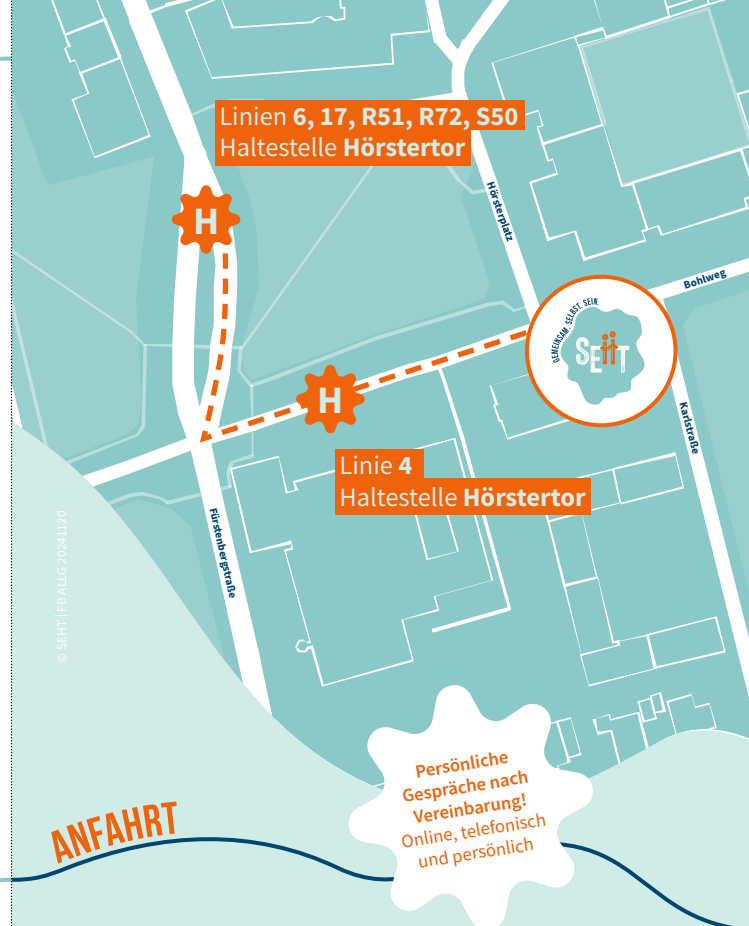 Linien 6, 17, R51, R72, S50
Haltestelle Hörstertor
H
Hörsterplatz
Bohlweg
GEMEINSAM. SELBST. SEIN.
SEHT
H
Karlstraße
Linie 4
Haltestelle Hörstertor
Fürstenbergstraße
© SEHT | FB ALLG 20241120
Persönliche
Gespräche nach
Vereinbarung!
Online, telefonisch
und persönlich
ANFAHRT